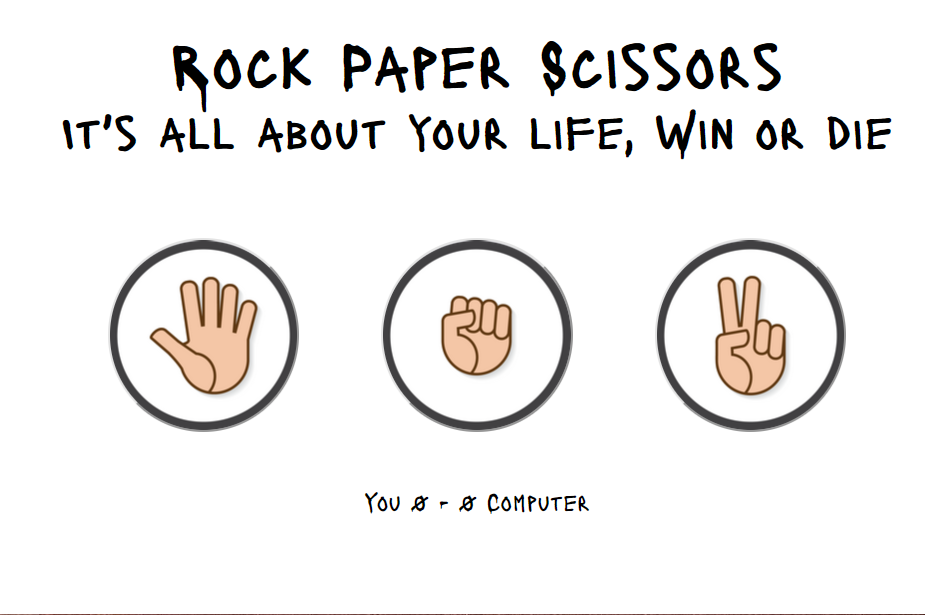 Rock Paper Scissors
It's all about your life, Win or Die
You 0 - 0 Computer